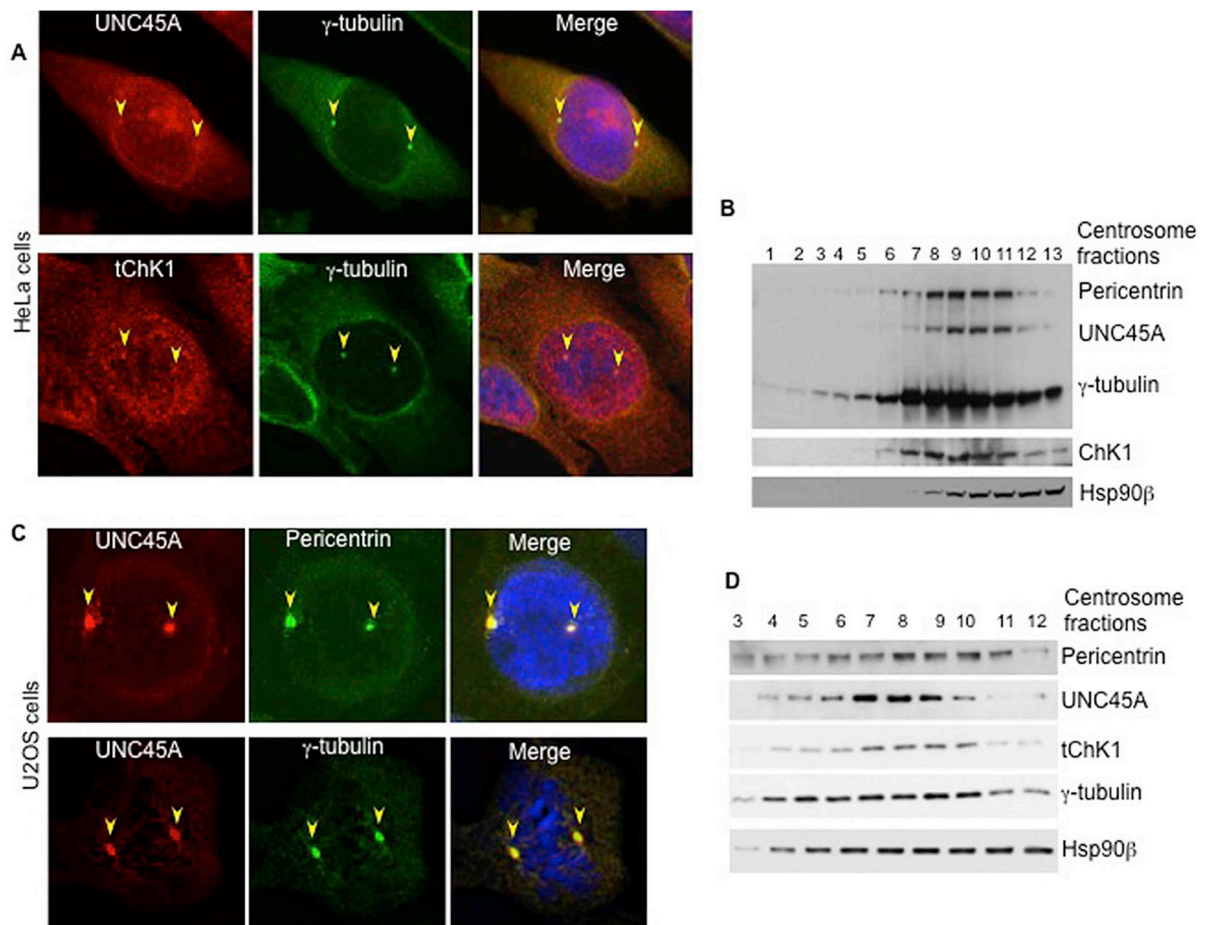 A
UNC45A γ-tubulin Merge
HeLa cells
tChK1 γ-tubulin Merge
B
1 2 3 4 5 6 7 8 9 10 11 12 13 Centrosome fractions
Pericentrin
UNC45A
γ-tubulin
ChK1
Hsp90β
C
UNC45A Pericentrin Merge
U2OS cells
UNC45A γ-tubulin Merge
D
3 4 5 6 7 8 9 10 11 12 Centrosome fractions
Pericentrin
UNC45A
tChK1
γ-tubulin
Hsp90β